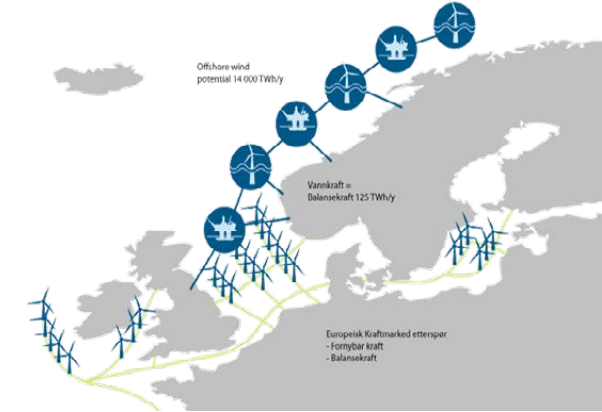 Offshore wind
potential 14 000 TWh/y
Vannkraft =
Balansekraft 125 TWh/y
Europeisk Kraftmarked etterspør
- Fornybar kraft
- Balansekraft